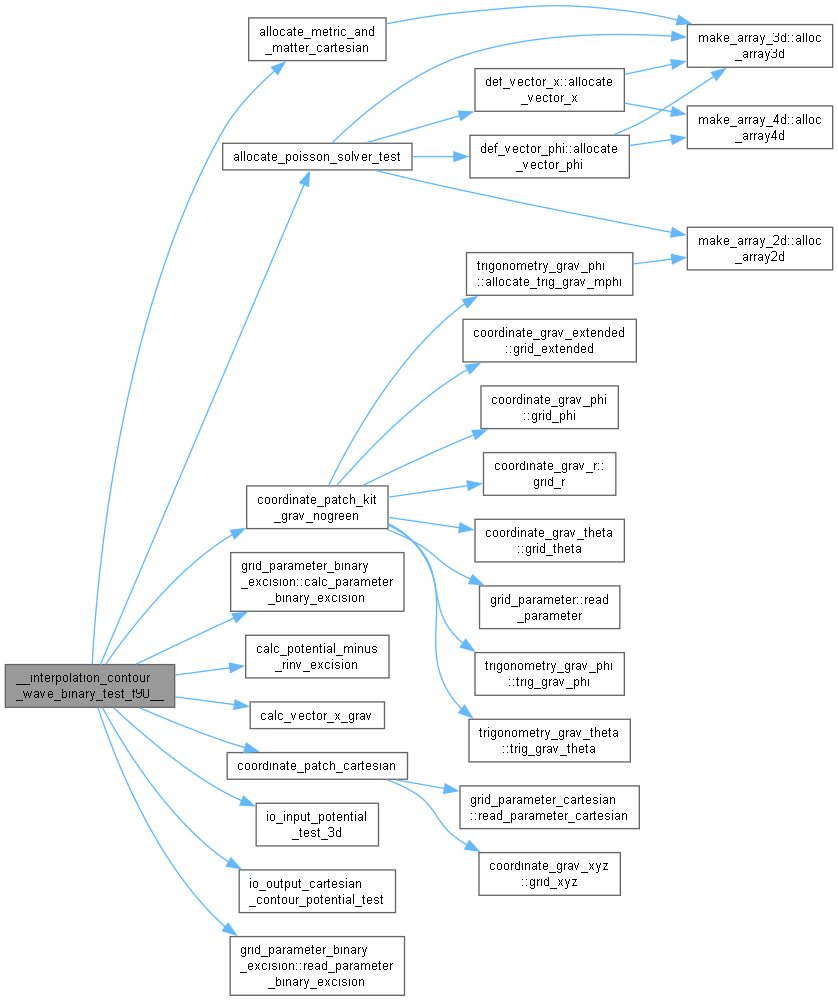 allocate_metric_and
_matter_cartesian
make_array_3d::alloc
_array3d
def_vector_x::allocate
_vector_x
make_array_4d::alloc
_array4d
allocate_poisson_solver_test
def_vector_phi::allocate
_vector_phi
make_array_2d::alloc
_array2d
trigonometry_grav_phi
::allocate_trig_grav_mphi
coordinate_grav_extended
::grid_extended
coordinate_grav_phi
::grid_phi
coordinate_grav_r::
grid_r
coordinate_patch_kit
_grav_nogreen
coordinate_grav_theta
::grid_theta
grid_parameter_binary
_excision::calc_parameter
_binary_excision
grid_parameter::read
_parameter
calc_potential_minus
_rinv_excision
trigonometry_grav_phi
::trig_grav_phi
__interpolation_contour
_wave_binary_test_f90__
calc_vector_x_grav
trigonometry_grav_theta
::trig_grav_theta
coordinate_patch_cartesian
grid_parameter_cartesian
::read_parameter_cartesian
io_input_potential
_test_3d
coordinate_grav_xyz
::grid_xyz
io_output_cartesian
_contour_potential_test
grid_parameter_binary
_excision::read_parameter
_binary_excision